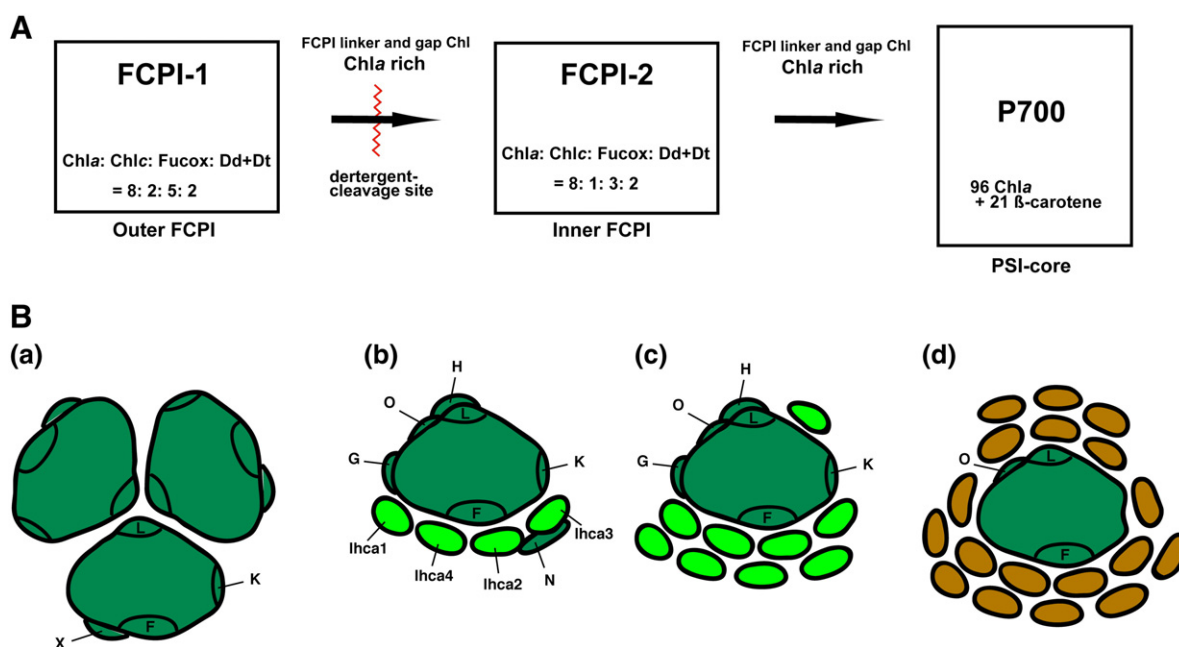 A
FCPI-1
Chla: Chlc: Fucox: Dd+Dt
= 8: 2: 5: 2
Outer FCPI
FCPI linker and gap Chl
Chla rich
dertergent-
cleavage site
FCPI-2
Chla: Chlc: Fucox: Dd+Dt
= 8: 1: 3: 2
Inner FCPI
FCPI linker and gap Chl
Chla rich
P700
96 Chla
+ 21 ß-carotene
PSI-core
B
(a)
L
K
F
X
(b)
H
O
L
G
K
F
lhca1
lhca4
lhca2
lhca3
N
(c)
H
O
L
G
K
F
(d)
O
L
F